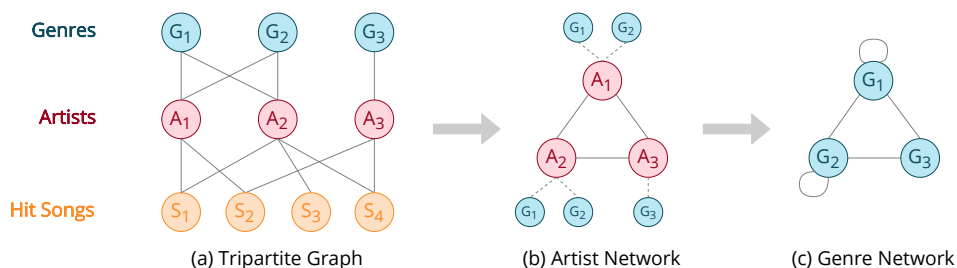 Genres
G1 G2 G3
Artists
A1 A2 A3
Hit Songs
S1 S2 S3 S4
(a) Tripartite Graph
G1 G2
A1
A2 A3
G1 G2 G3
(b) Artist Network
G1
G2 G3
(c) Genre Network